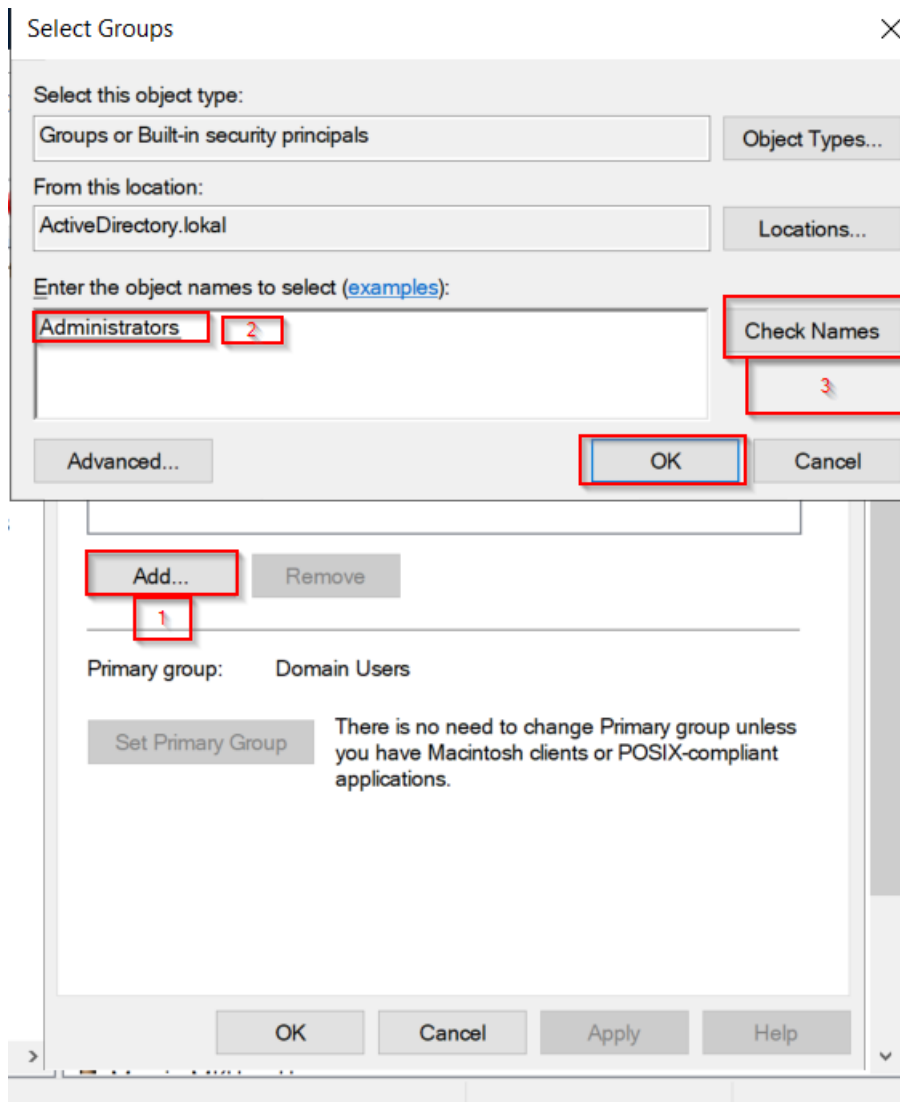 Select Groups
Select this object type:
Groups or Built-in security principals
Object Types...
From this location:
ActiveDirectory.lokal
Locations...
Enter the object names to select (examples):
Administrators
2
Check Names
3
Advanced...
OK
Cancel
Add...
Remove
1
Primary group: Domain Users
Set Primary Group
There is no need to change Primary group unless
you have Macintosh clients or POSIX-compliant
applications.
OK
Cancel
Apply
Help